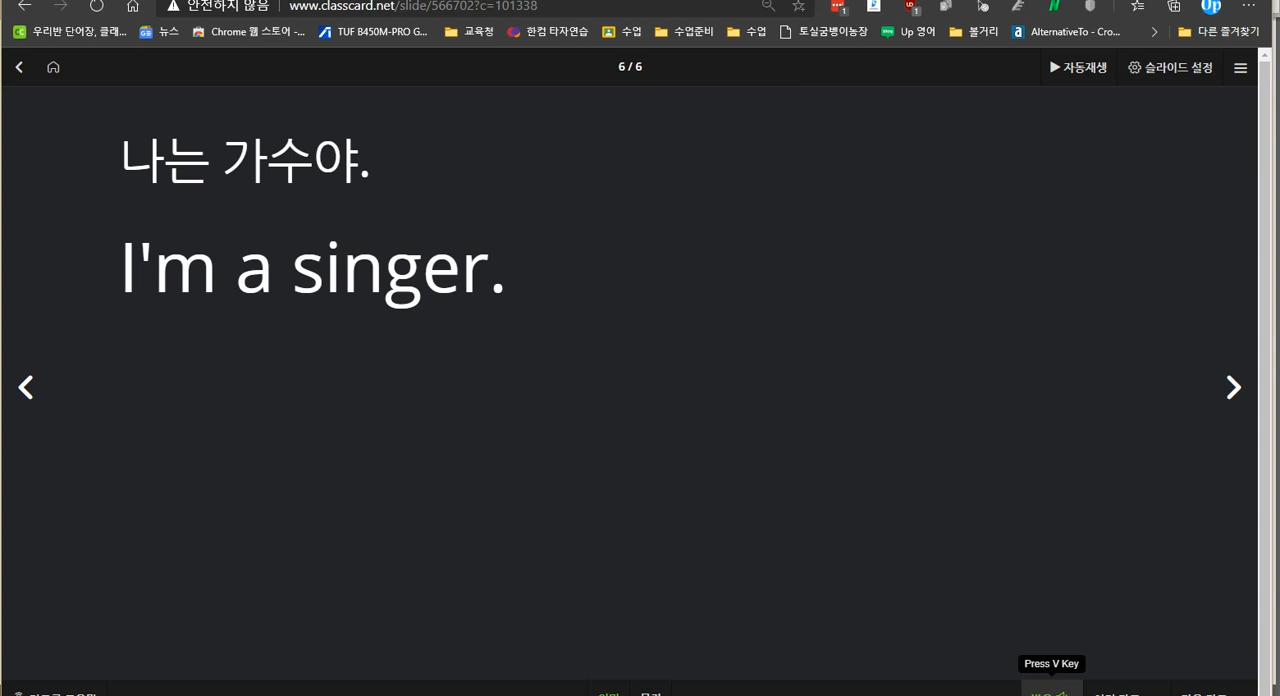 안전하지 않음 www.classcard.net/slide/566702?c=101338
우리반 단어장, 클래... 뉴스 Chrome 웹 스토어 -... TUF B450M-PRO G... 교육청 한컴 타자연습 수업 수업준비 수업 토실굼벵이농장 Up 영어 볼거리 AlternativeTo - Cro... 다른 즐겨찾기
6 / 6 자동재생 슬라이드 설정
나는 가수야.
I'm a singer.
Press V Key